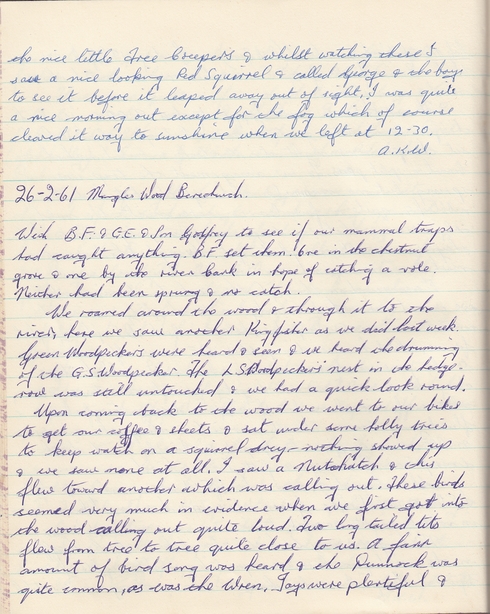 the nice little Tree Creepers & whilst watching these I
saw a nice looking Red Squirrel & called George & the boys
to see it before it leaped away out of sight. I was quite
a nice morning out except for the fog which of course
cleared it way to sunshine when we left at 12-30.
A.K.W.
26-2-61 Wood Berechurch.
With B.F. & G.E. & Godfrey to see if our mammal traps
had caught anything. B.F. set them. One in the chestnut
grove & one by the river bank in hope of catching a vole.
Neither had been sprung & no catch.
We roamed around the wood & through it to the
river, here we saw another Kingfisher as we did last week.
Green Woodpeckers were heard & seen & we heard the drumming
of the G.S Woodpecker. The L S Woodpeckers nest in the hedge-
row was still untouched & we had a quick look round.
Upon coming back to the wood we went to our bikes
to get our coffee & sheets & sat under some holly trees
to keep watch on a squirrel drey - nothing showed up
& we saw none at all. I saw a Nuthatch & this
flew toward another which was calling out. These birds
seemed very much in evidence when we first got into
the wood calling out quite loud. Two long tailed tits
flew from tree to tree quite close to us. A fair
amount of bird song was heard & the Dunnock was
quite common, as was the Wren. Jays were plentiful &